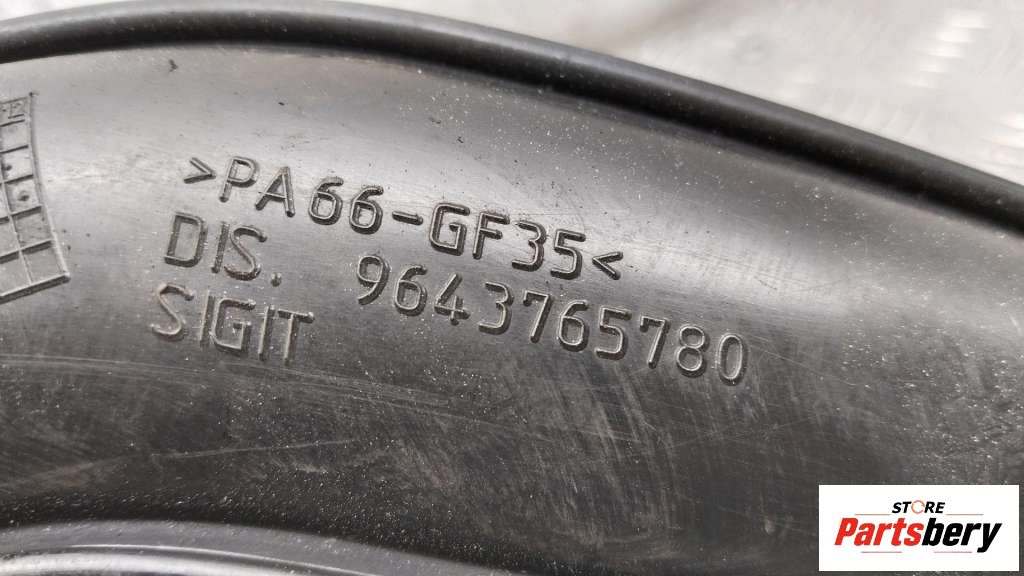 >PA66-GF35<
DIS. 9643765780
SIGIT
STORE
Partsbery